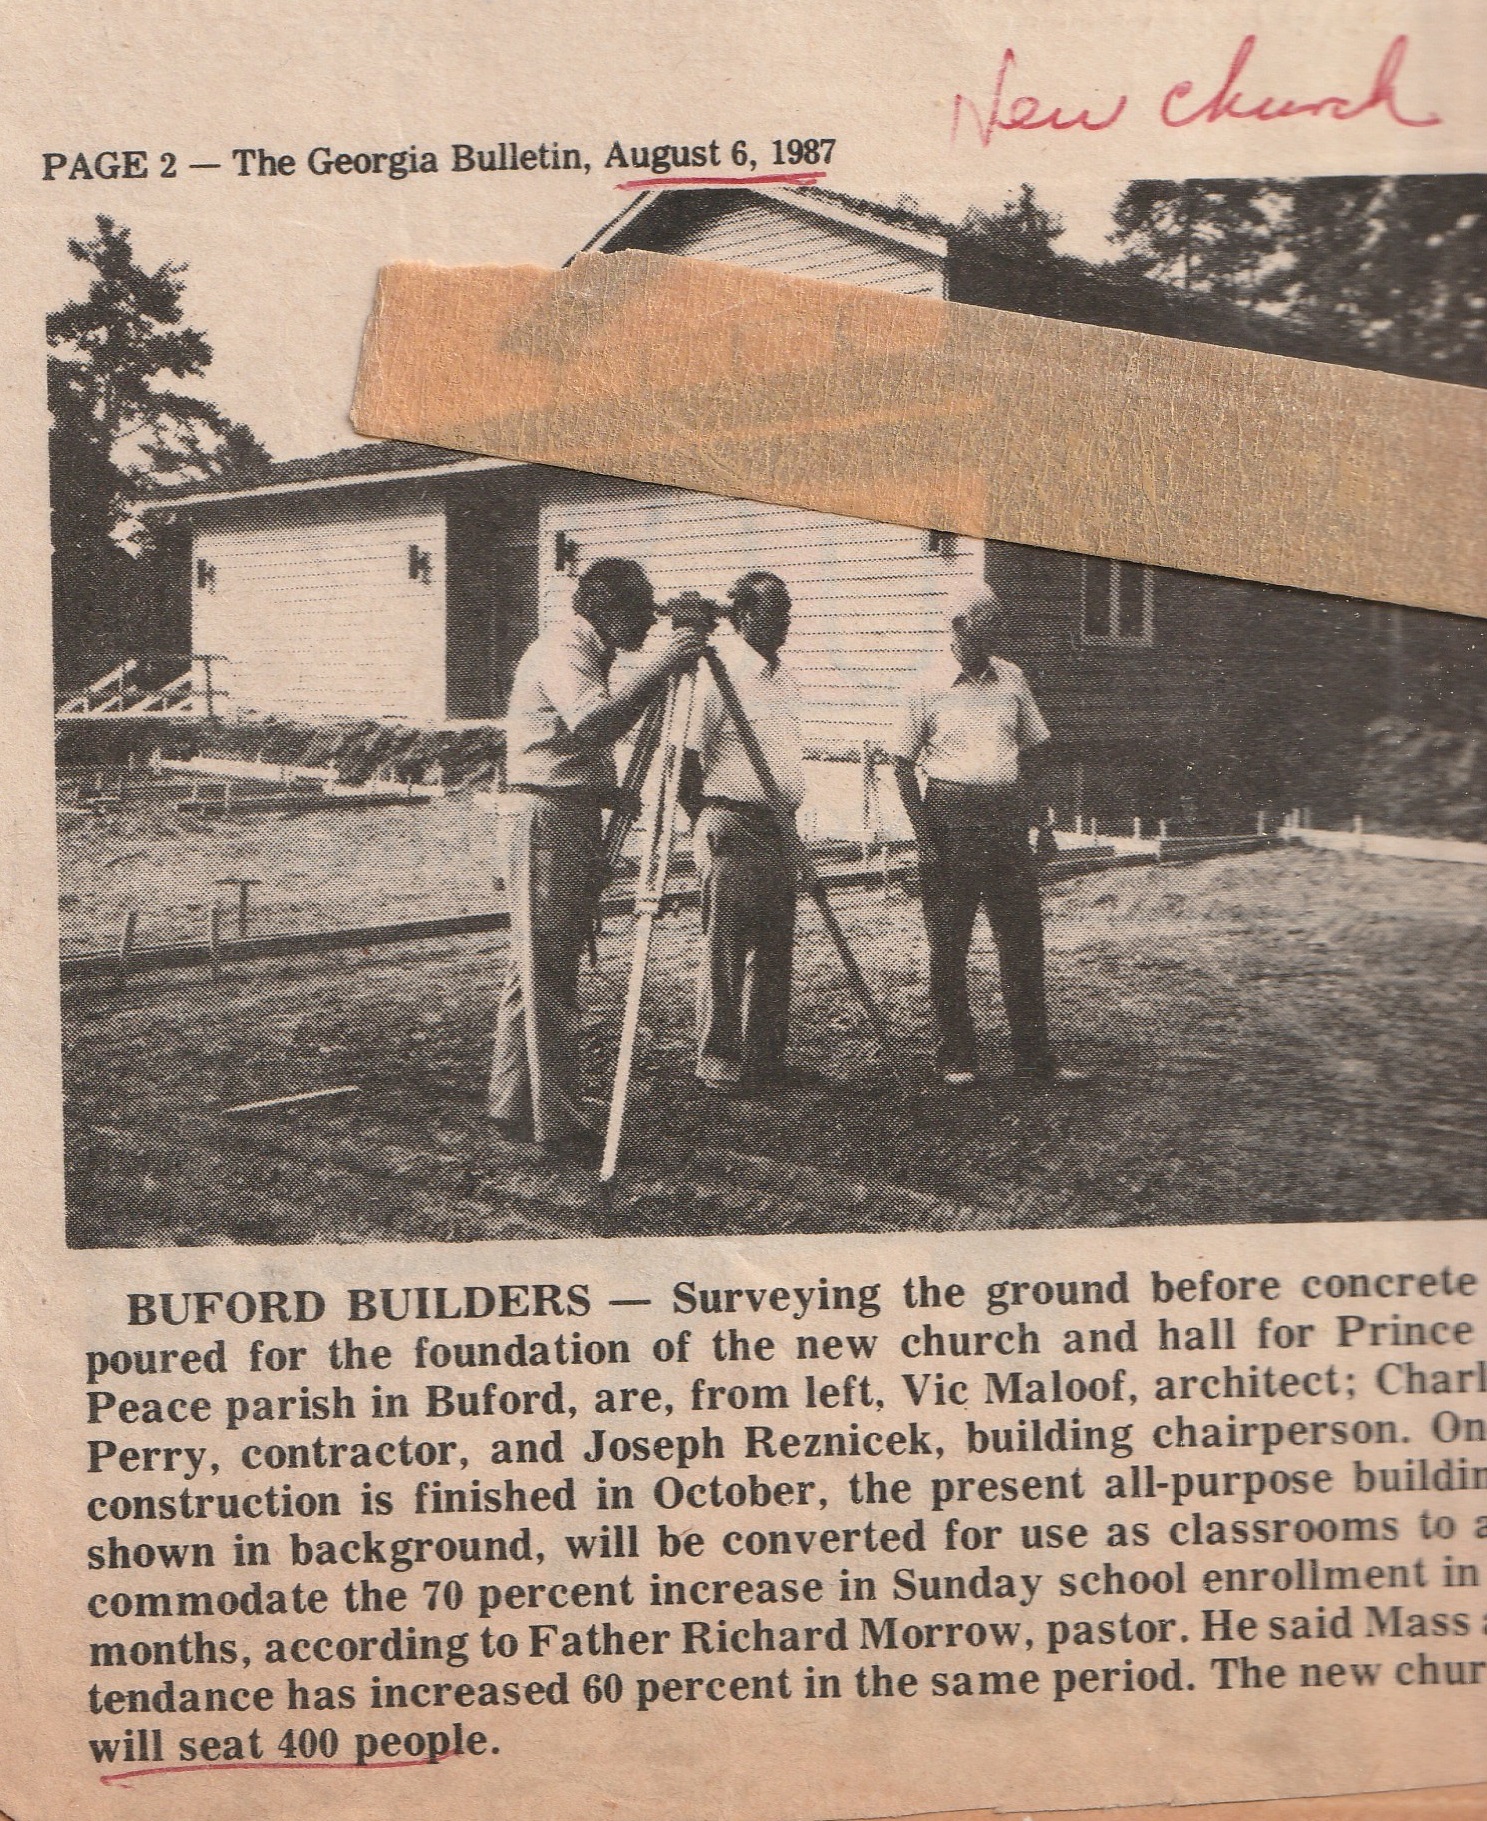 New church
PAGE 2 — The Georgia Bulletin, August 6, 1987
BUFORD BUILDERS — Surveying the ground before concrete
poured for the foundation of the new church and hall for Prince
Peace parish in Buford, are, from left, Vic Maloof, architect; Charl
Perry, contractor, and Joseph Reznicek, building chairperson. On
construction is finished in October, the present all-purpose buildin
shown in background, will be converted for use as classrooms to a
commodate the 70 percent increase in Sunday school enrollment in
months, according to Father Richard Morrow, pastor. He said Mass a
tendance has increased 60 percent in the same period. The new chur
will seat 400 people.